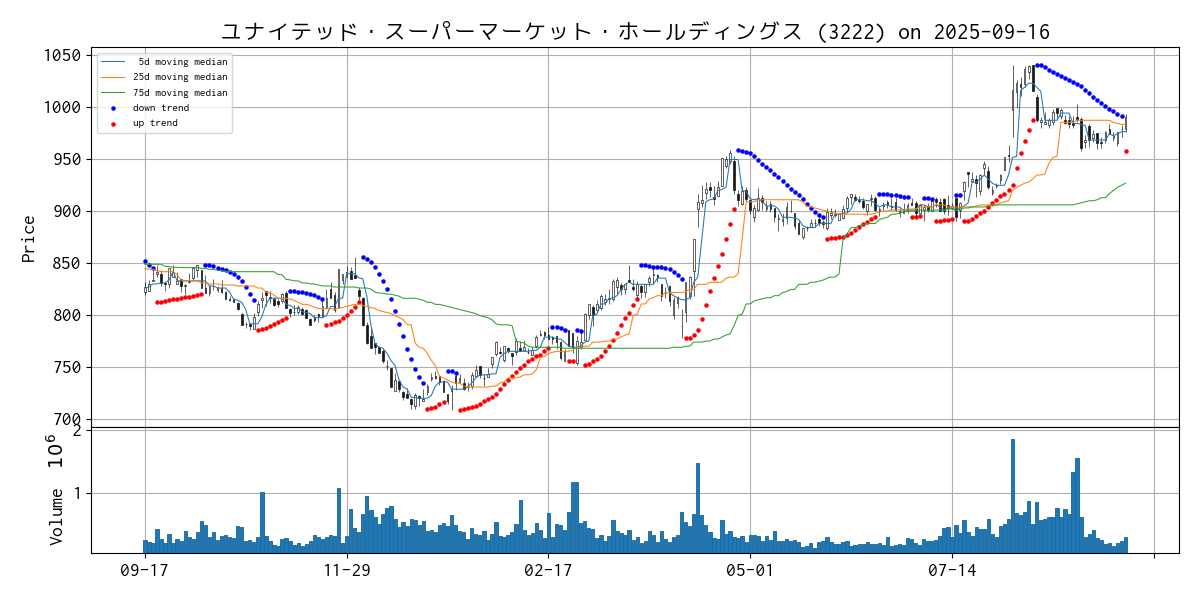 ユナイテッド・スーパーマーケット・ホールディングス (3222) on 2025-09-16
1050
1000
950
900
850
800
750
700
Price
5d moving median
25d moving median
75d moving median
down trend
up trend
2
1
Volume 10^6
09-17
11-29
02-17
05-01
07-14